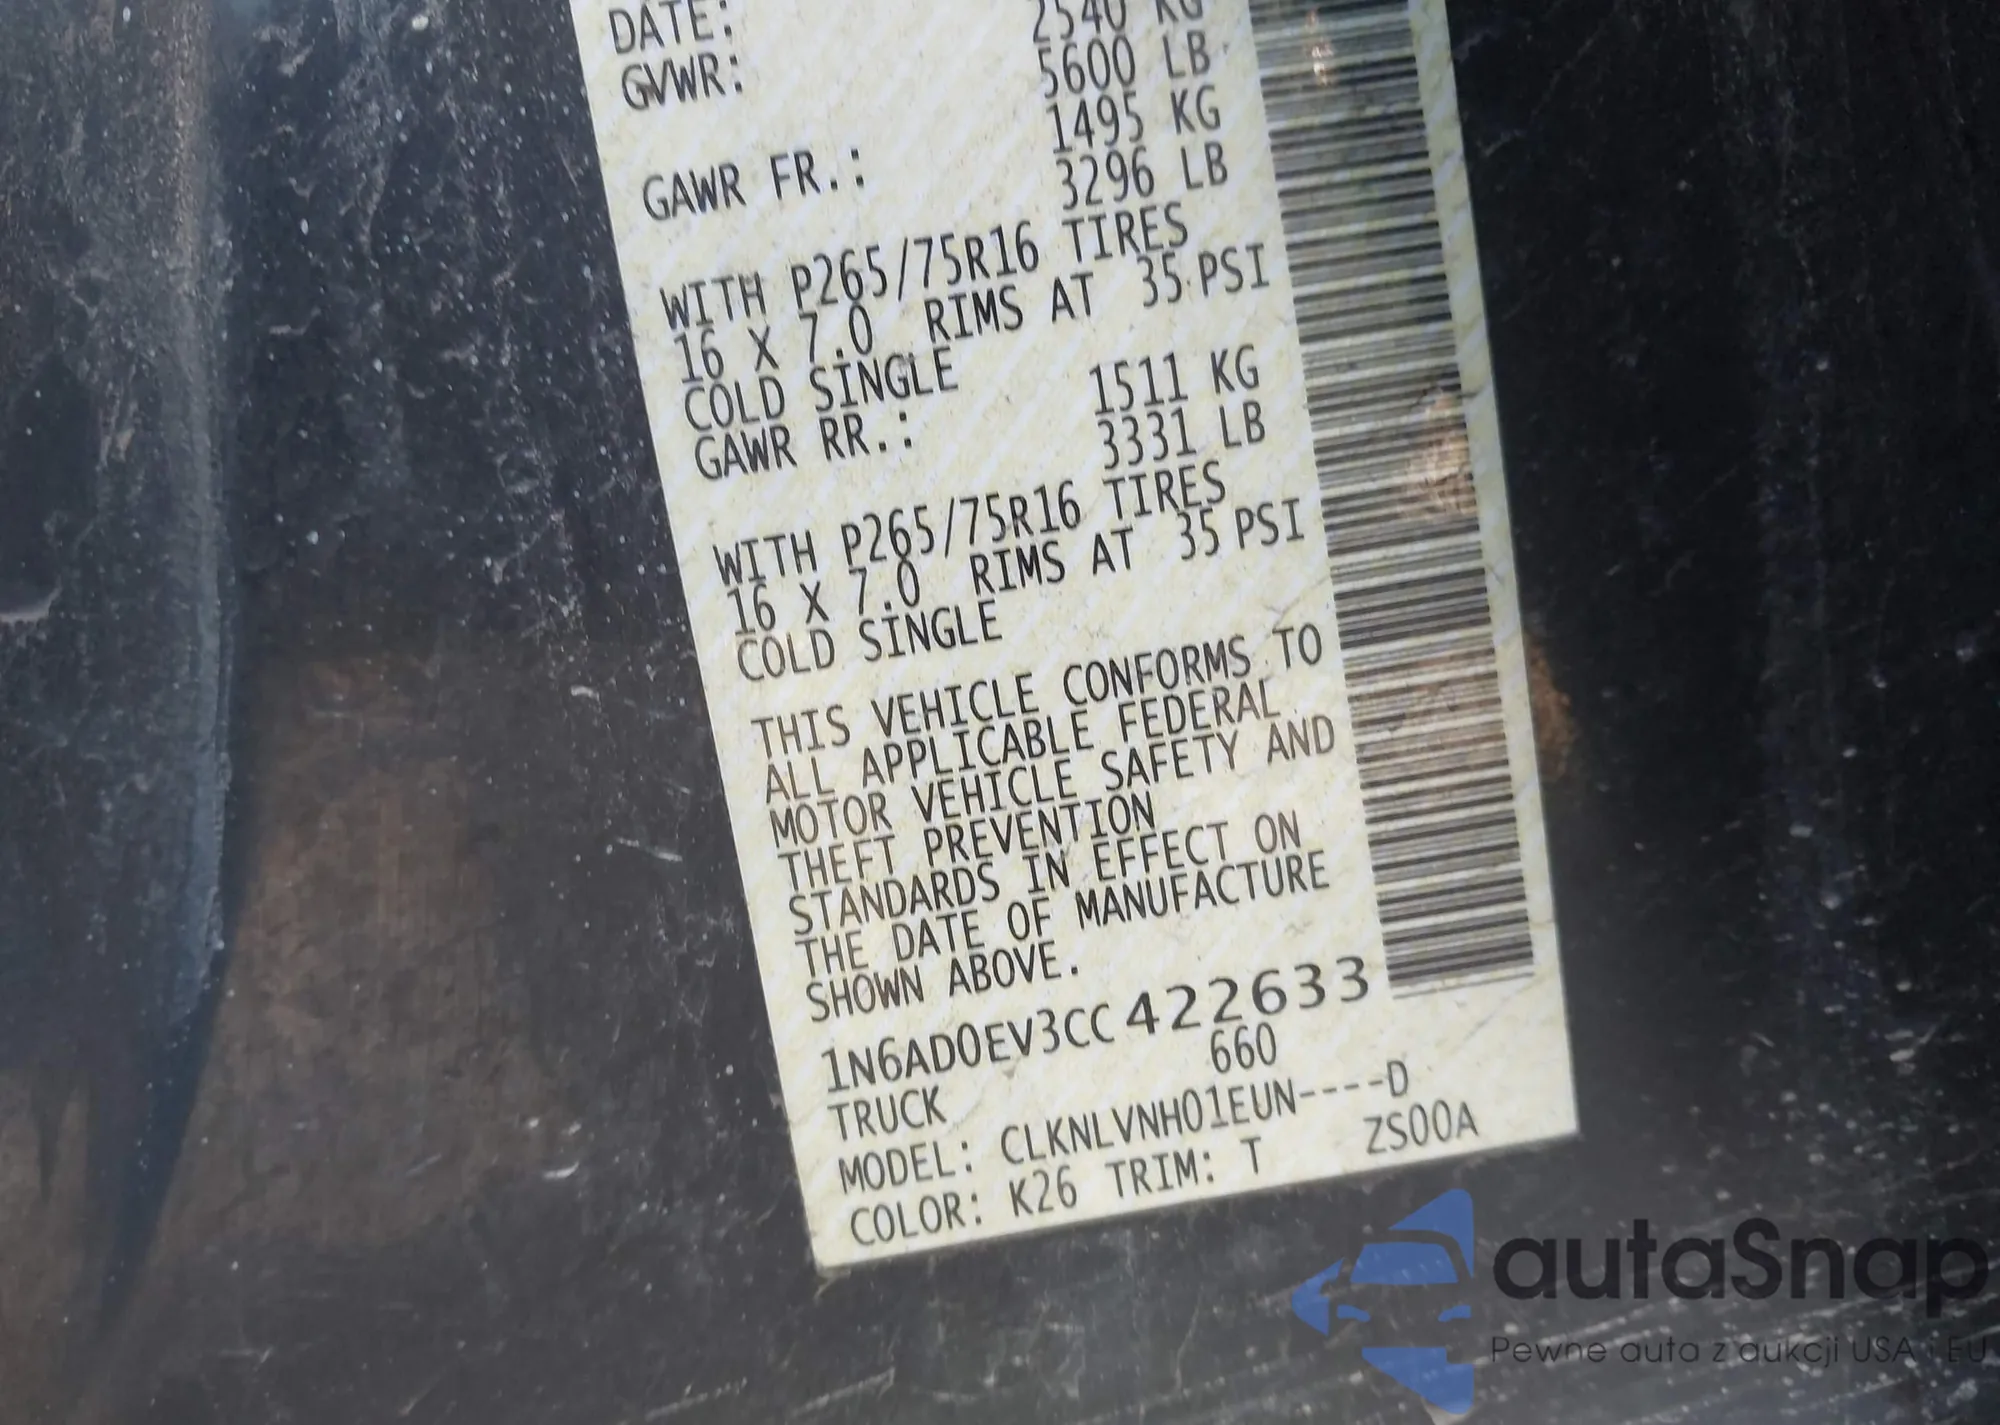 DATE: 2540 KG
GVWR: 5600 LB
1495 KG
GAWR FR.: 3296 LB
WITH P265/75R16 TIRES
16 X 7.0 RIMS AT 35 PSI
COLD SINGLE
GAWR RR.: 1511 KG
3331 LB
WITH P265/75R16 TIRES
16 X 7.0 RIMS AT 35 PSI
COLD SINGLE
THIS VEHICLE CONFORMS TO
ALL APPLICABLE FEDERAL
MOTOR VEHICLE SAFETY AND
THEFT PREVENTION
STANDARDS IN EFFECT ON
THE DATE OF MANUFACTURE
SHOWN ABOVE.
1N6AD0EV3CC422633
TRUCK 660
MODEL: CLKNLVNH01EUN----D
COLOR: K26 TRIM: T ZS00A
autaSnap
Pewne auta z aukcji USA i EU